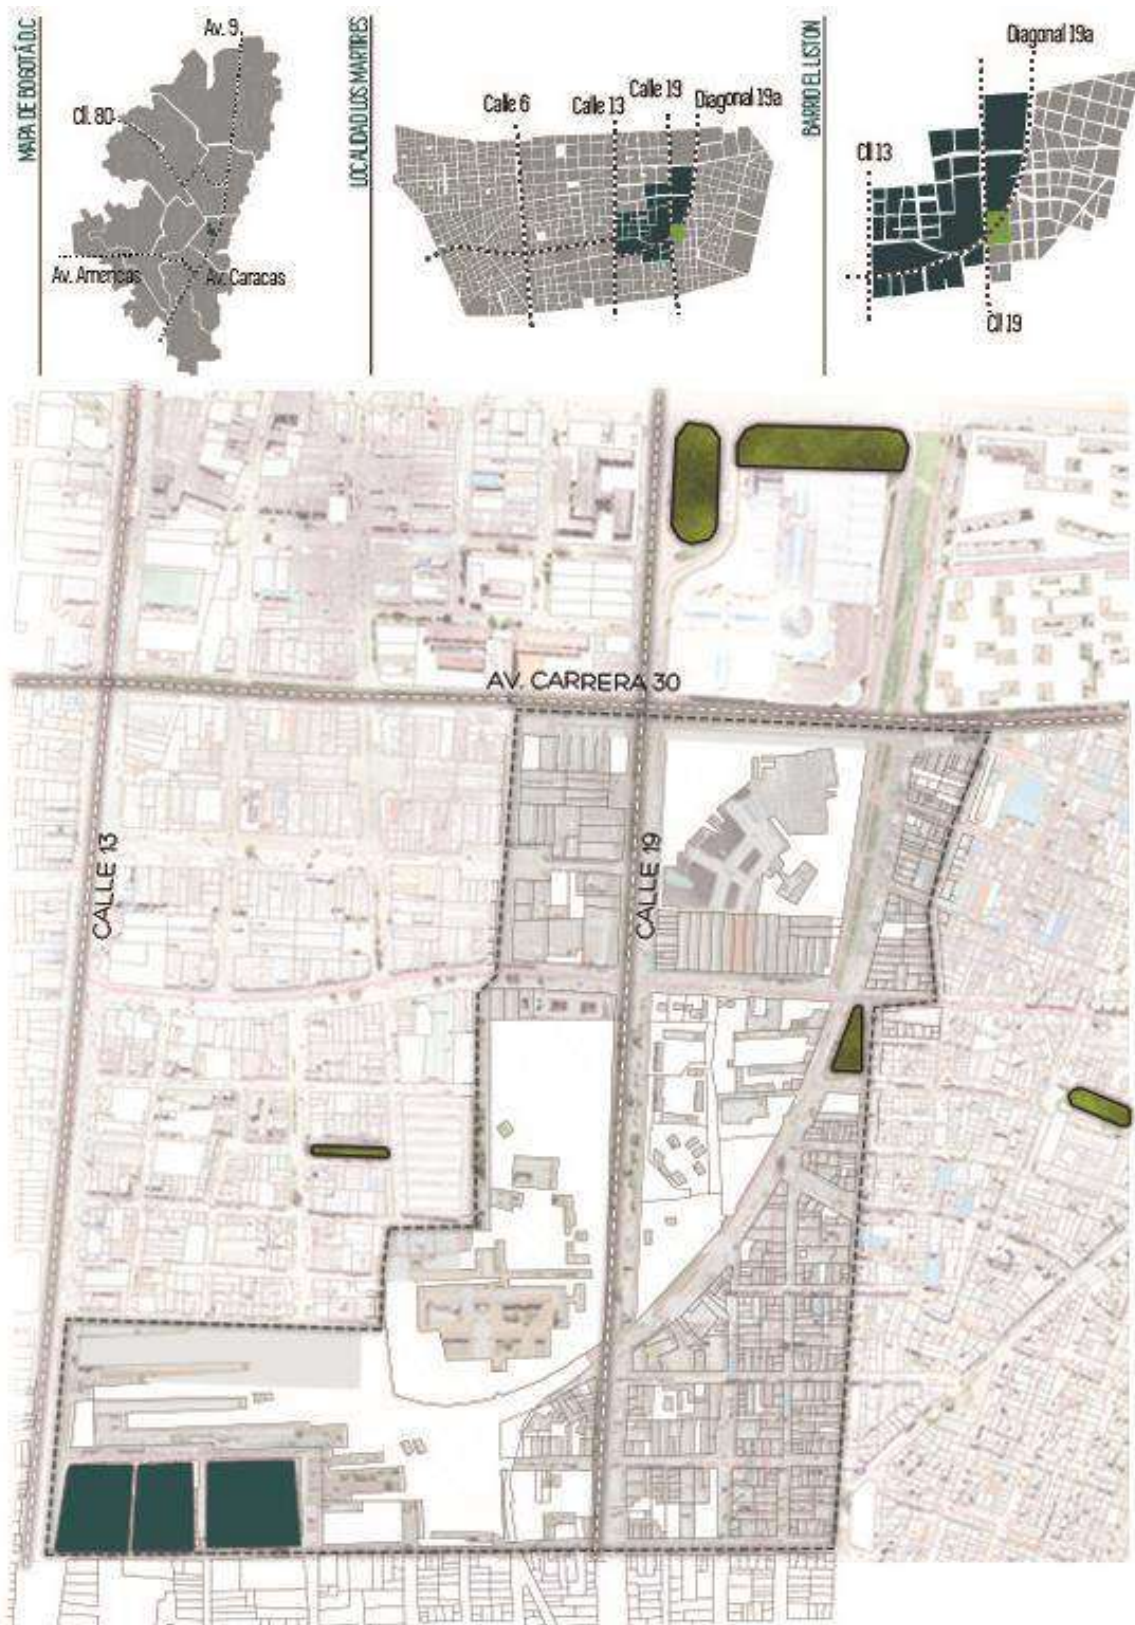 MAPA DE BOGOTÁ D.C
Av. 9
Cll. 80
Av. Americas
Av. Caracas
LOCALIDAD LOS MARTIRES
Calle 6
Calle 13
Calle 19
Diagonal 19a
BARRIO EL LISTON
Diagonal 19a
Cll 13
Cll 19
AV. CARRERA 30
CALLE 13
CALLE 19